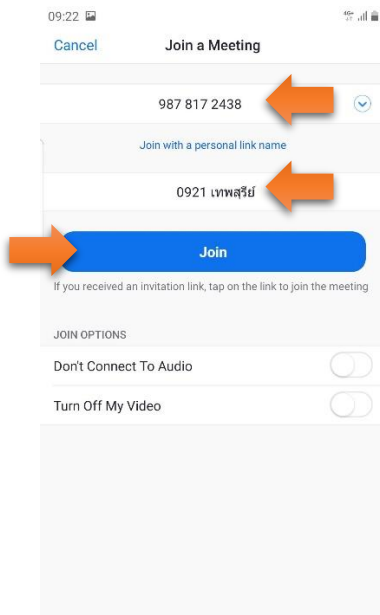 09:22
4G+
Cancel
Join a Meeting
987 817 2438
Join with a personal link name
0921 เทพสุรีย์
Join
If you received an invitation link, tap on the link to join the meeting
JOIN OPTIONS
Don't Connect To Audio
Turn Off My Video